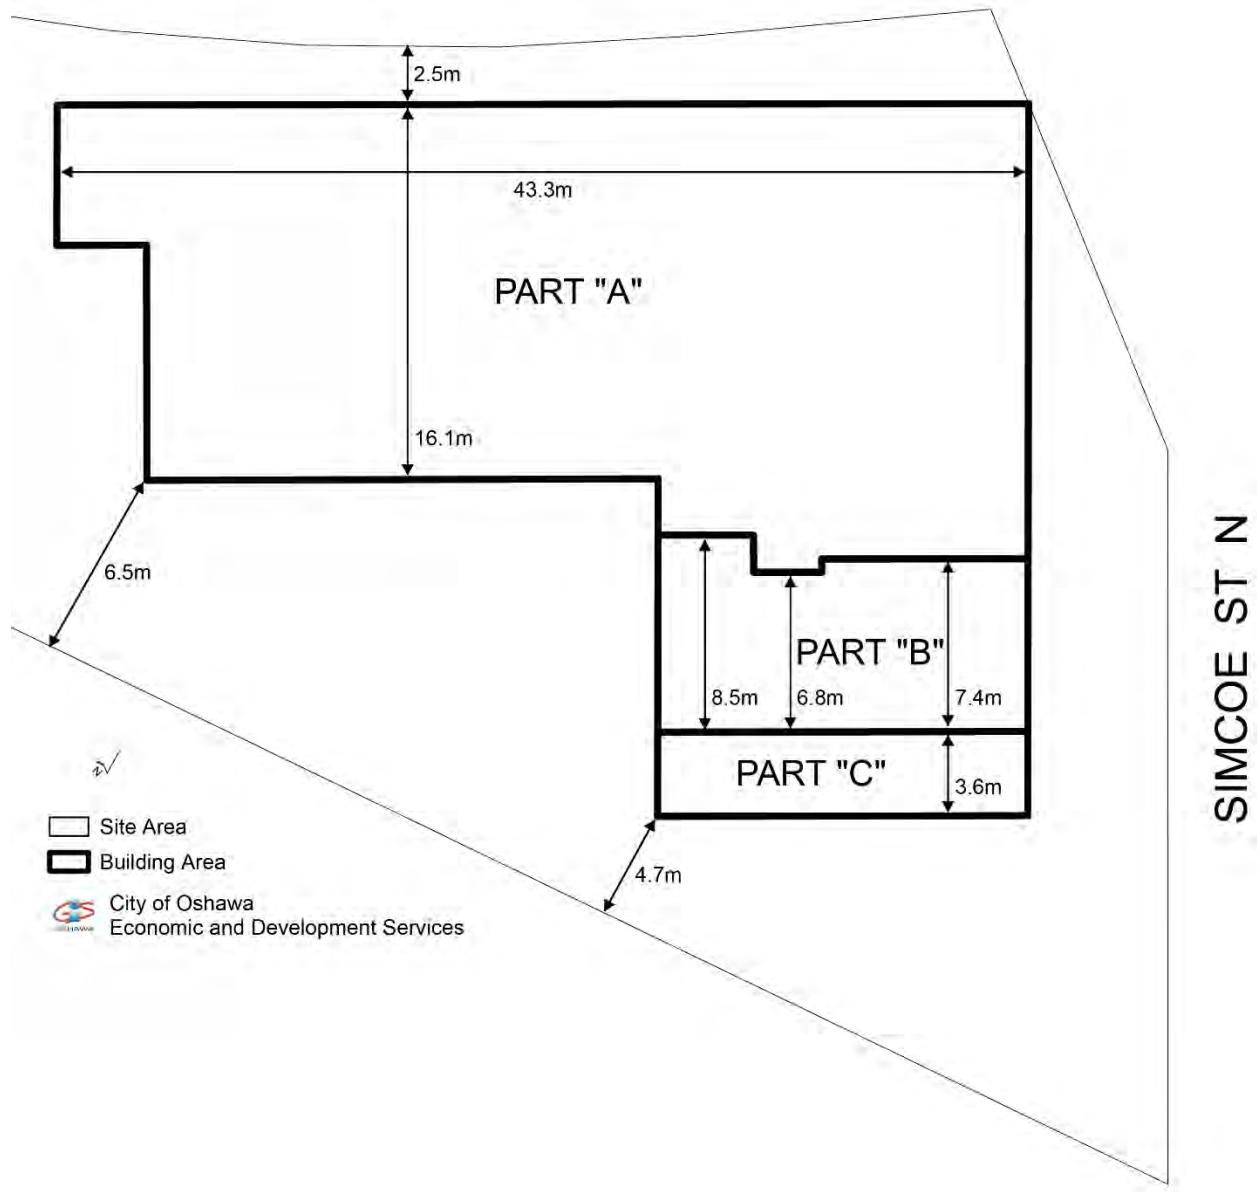 2.5m
43.3m
PART "A"
16.1m
6.5m
PART "B"
8.5m
6.8m
7.4m
PART "C"
3.6m
4.7m
SIMCOE ST N
Site Area
Building Area
City of Oshawa
Economic and Development Services